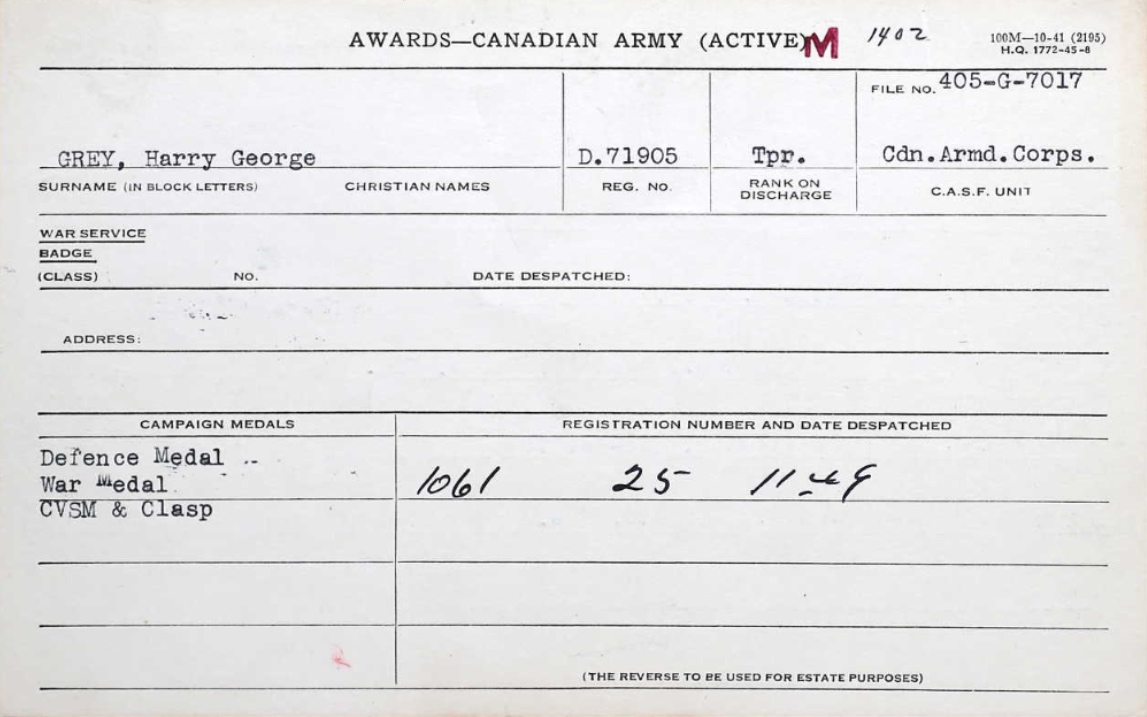 AWARDS—CANADIAN ARMY (ACTIVE) M 1402 100M—10-41 (2195)
H.Q. 1772-45-8
FILE NO. 405-G-7017
GREY, Harry George D.71905 Tpr. Cdn.Armd.Corps.
SURNAME (IN BLOCK LETTERS) CHRISTIAN NAMES REG. NO. RANK ON DISCHARGE C.A.S.F. UNIT
WAR SERVICE
BADGE
(CLASS) NO. DATE DESPATCHED:
ADDRESS:
CAMPAIGN MEDALS REGISTRATION NUMBER AND DATE DESPATCHED
Defence Medal
War Medal 1061 25 11 49
CVSM & Clasp
(THE REVERSE TO BE USED FOR ESTATE PURPOSES)